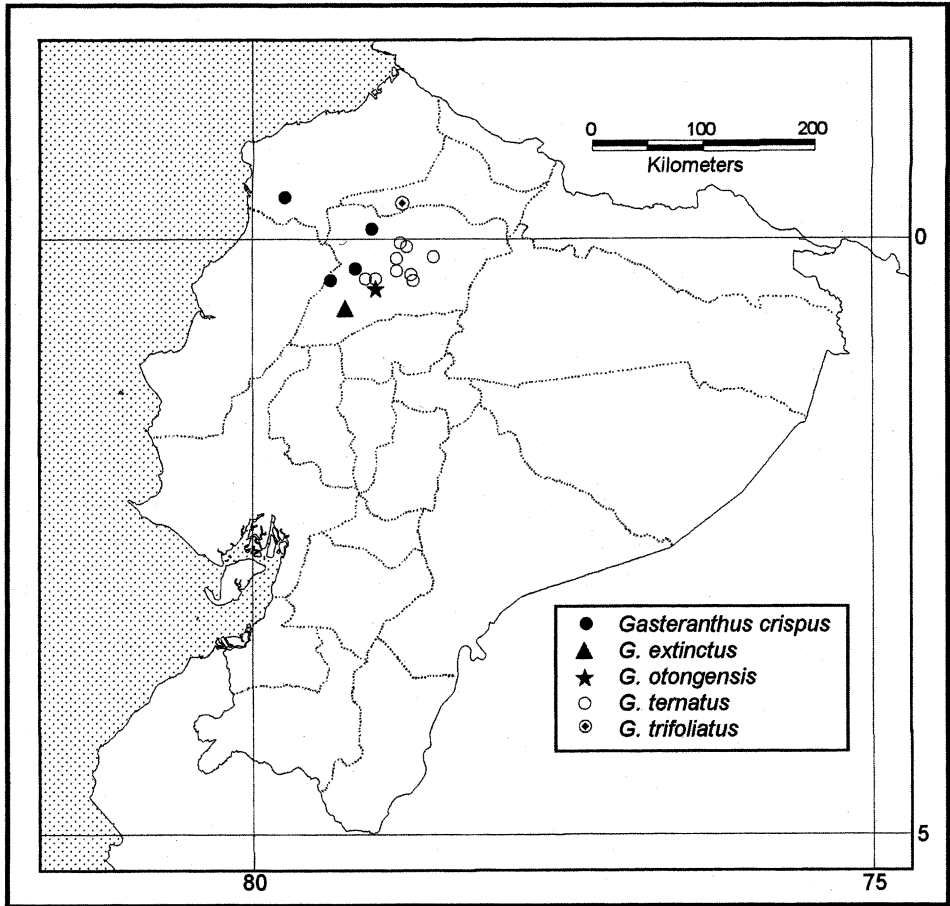 0 100 200
Kilometers
0
Gasteranthus crispus
G. extinctus
G. otongensis
G. ternatus
G. trifoliatus
5
80 75